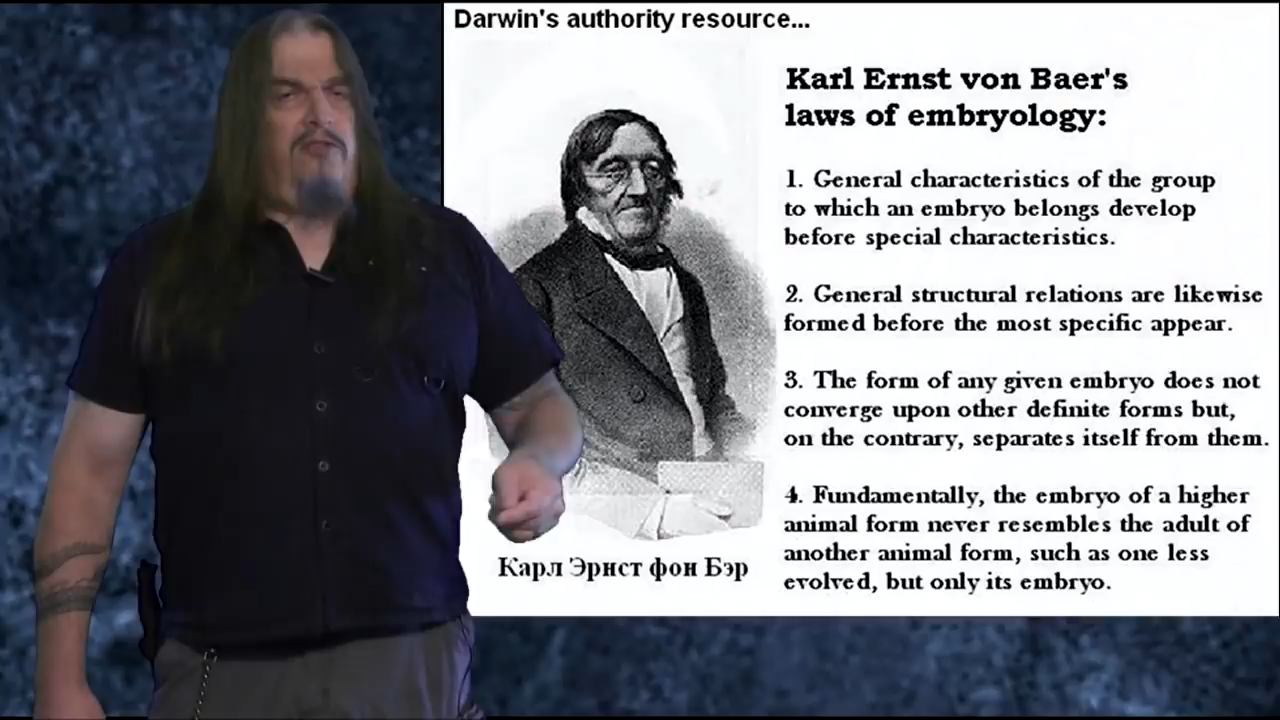 Darwin's authority resource...
Karl Ernst von Baer's
laws of embryology:
1. General characteristics of the group
to which an embryo belongs develop
before special characteristics.
2. General structural relations are likewise
formed before the most specific appear.
3. The form of any given embryo does not
converge upon other definite forms but,
on the contrary, separates itself from them.
4. Fundamentally, the embryo of a higher
animal form never resembles the adult of
another animal form, such as one less
evolved, but only its embryo.
Карл Эрнст фон Бэр